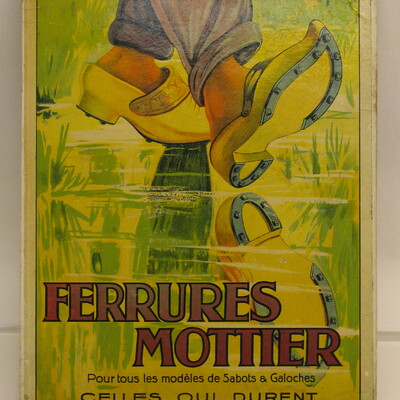 FERRURES
MOTTIER
Pour tous les modèles de Sabots & Galoches
CELLES QUI DURENT